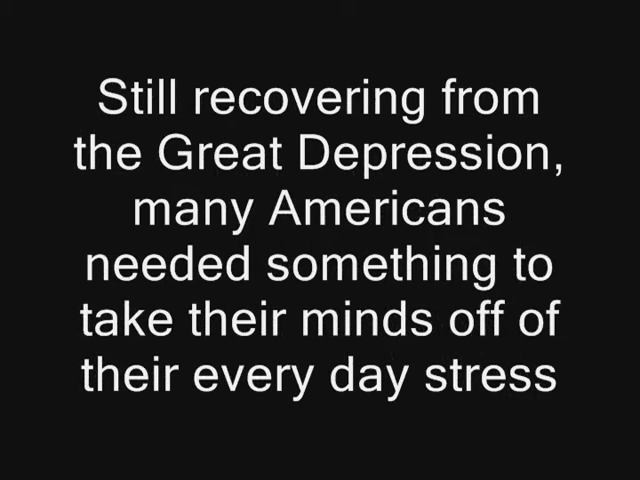 Still recovering from
the Great Depression,
many Americans
needed something to
take their minds off of
their every day stress